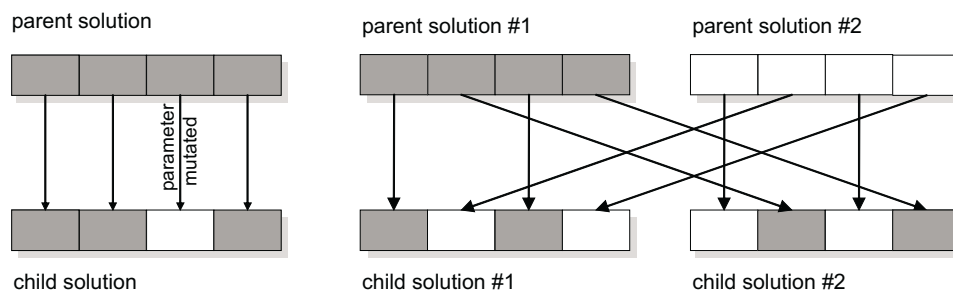 parent solution
parent solution #1
parent solution #2
parameter
mutated
child solution
child solution #1
child solution #2